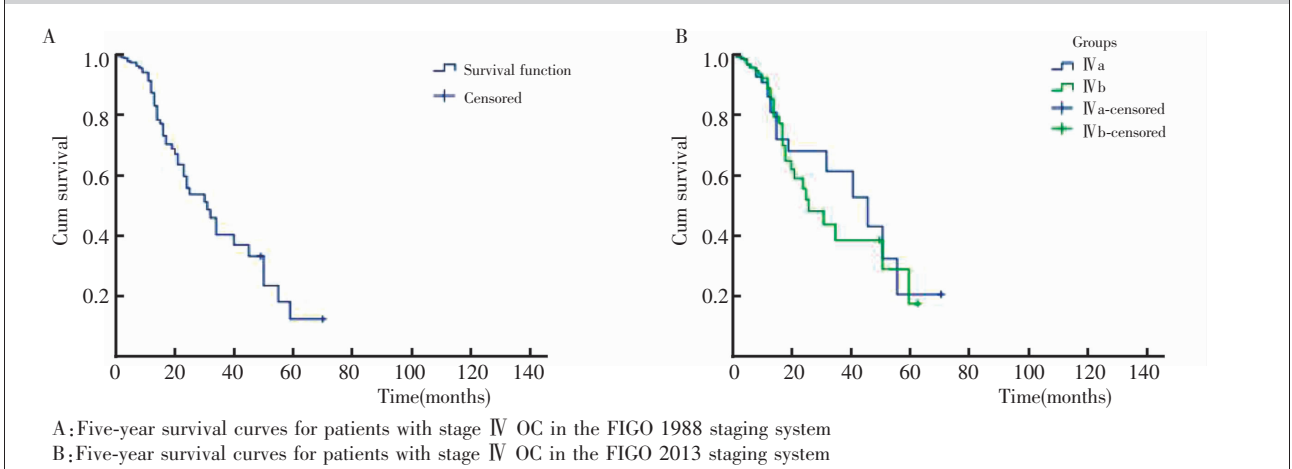 A
1.0
0.8
0.6
0.4
0.2
Cum survival
0 20 40 60 80 100 120 140
Time(months)
Survival function
Censored
B
1.0
0.8
0.6
0.4
0.2
Cum survival
0 20 40 60 80 100 120 140
Time(months)
Groups
Ⅳa
Ⅳb
Ⅳa-censored
Ⅳb-censored
A:Five-year survival curves for patients with stage Ⅳ OC in the FIGO 1988 staging system
B:Five-year survival curves for patients with stage Ⅳ OC in the FIGO 2013 staging system